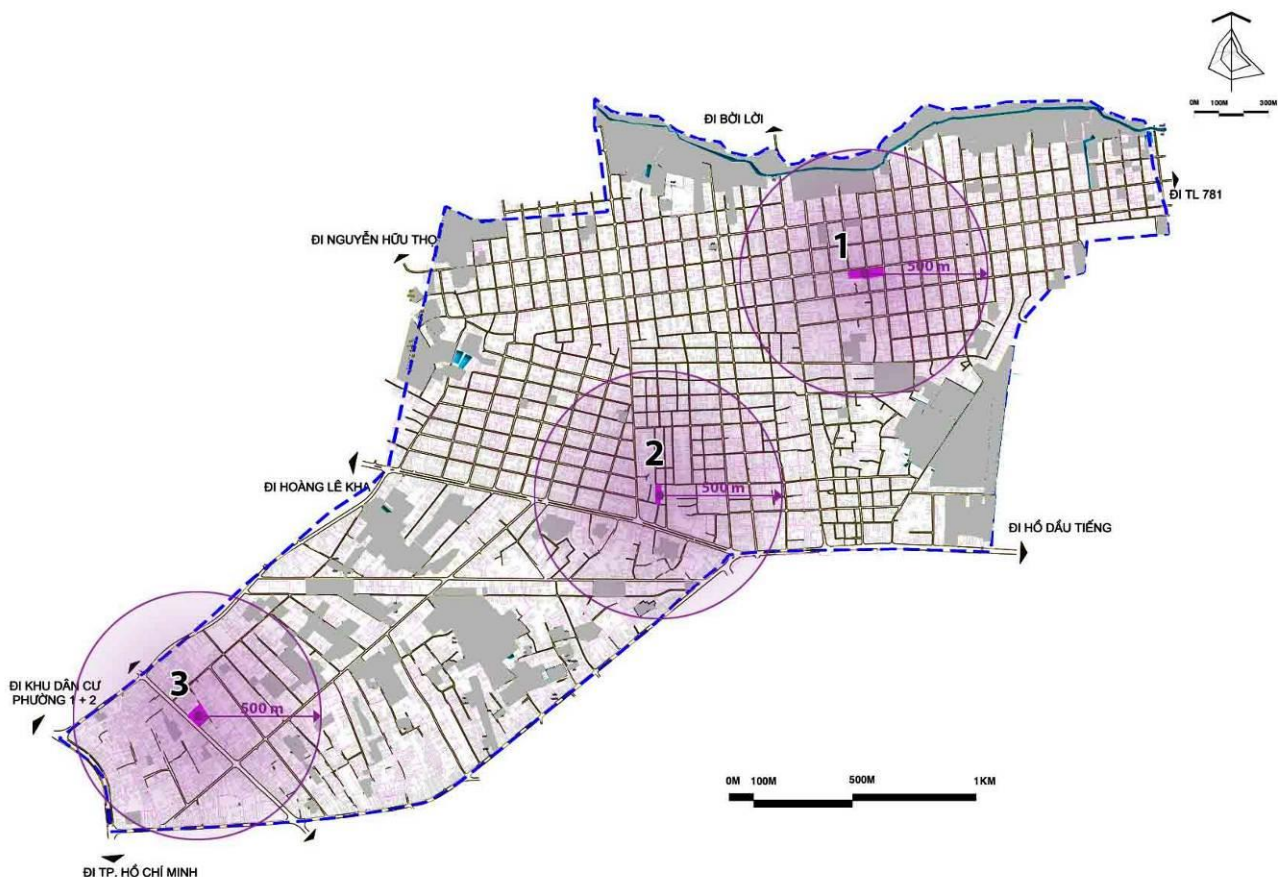 0M 100M 300M
ĐI BỜI LỜI
ĐI TL 781
ĐI NGUYỄN HỮU THỌ
1
500 m
2
500 m
ĐI HOÀNG LÊ KHA
ĐI HỒ DẦU TIẾNG
3
500 m
ĐI KHU DÂN CƯ
PHƯỜNG 1 + 2
0M 100M 500M 1KM
ĐI TP. HỒ CHÍ MINH